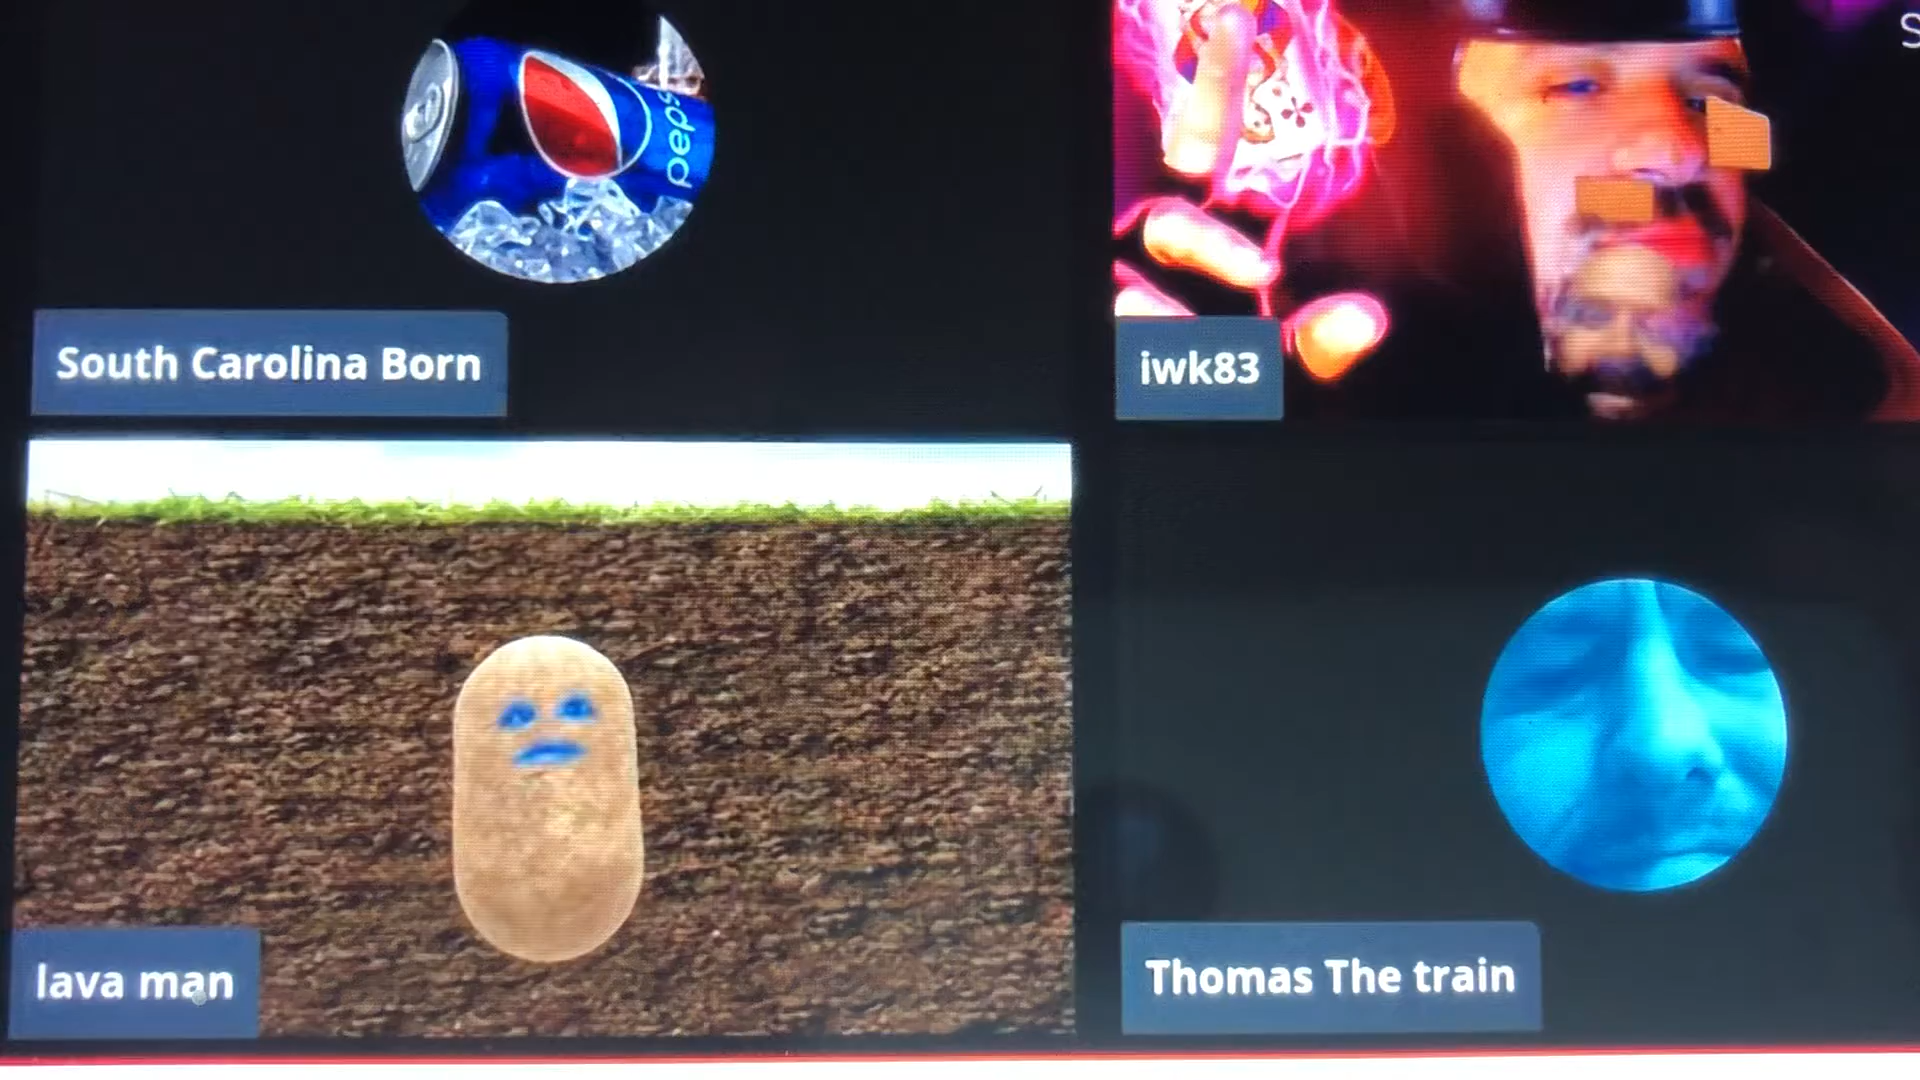 pepsi
South Carolina Born
iwk83
lava man
Thomas The train